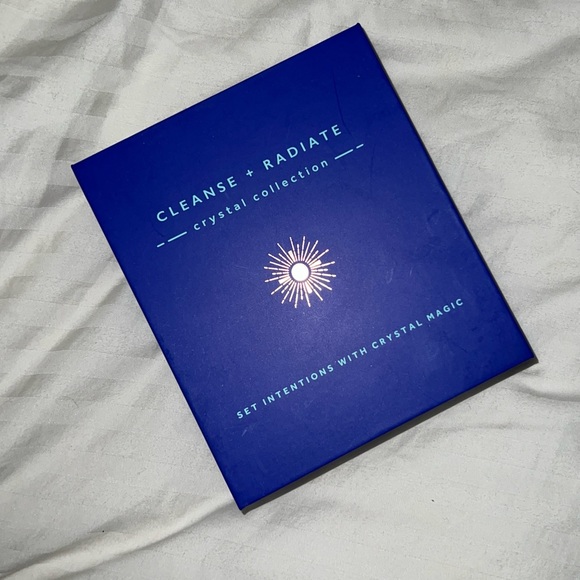 CLEANSE + RADIATE
crystal collection
SET INTENTIONS WITH CRYSTAL MAGIC